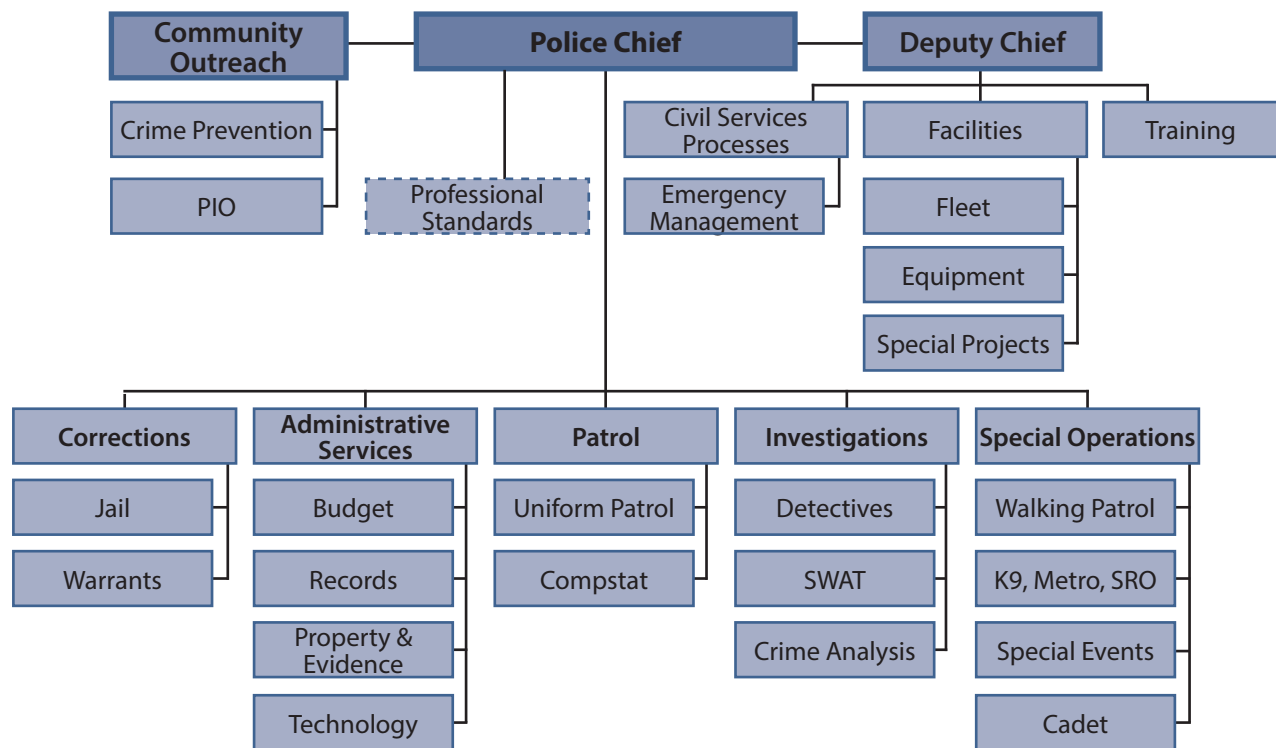 Community
Outreach
Police Chief
Deputy Chief
Crime Prevention
PIO
Professional
Standards
Civil Services
Processes
Emergency
Management
Facilities
Fleet
Equipment
Special Projects
Training
Corrections
Jail
Warrants
Administrative
Services
Budget
Records
Property &
Evidence
Technology
Patrol
Uniform Patrol
Compstat
Investigations
Detectives
SWAT
Crime Analysis
Special Operations
Walking Patrol
K9, Metro, SRO
Special Events
Cadet